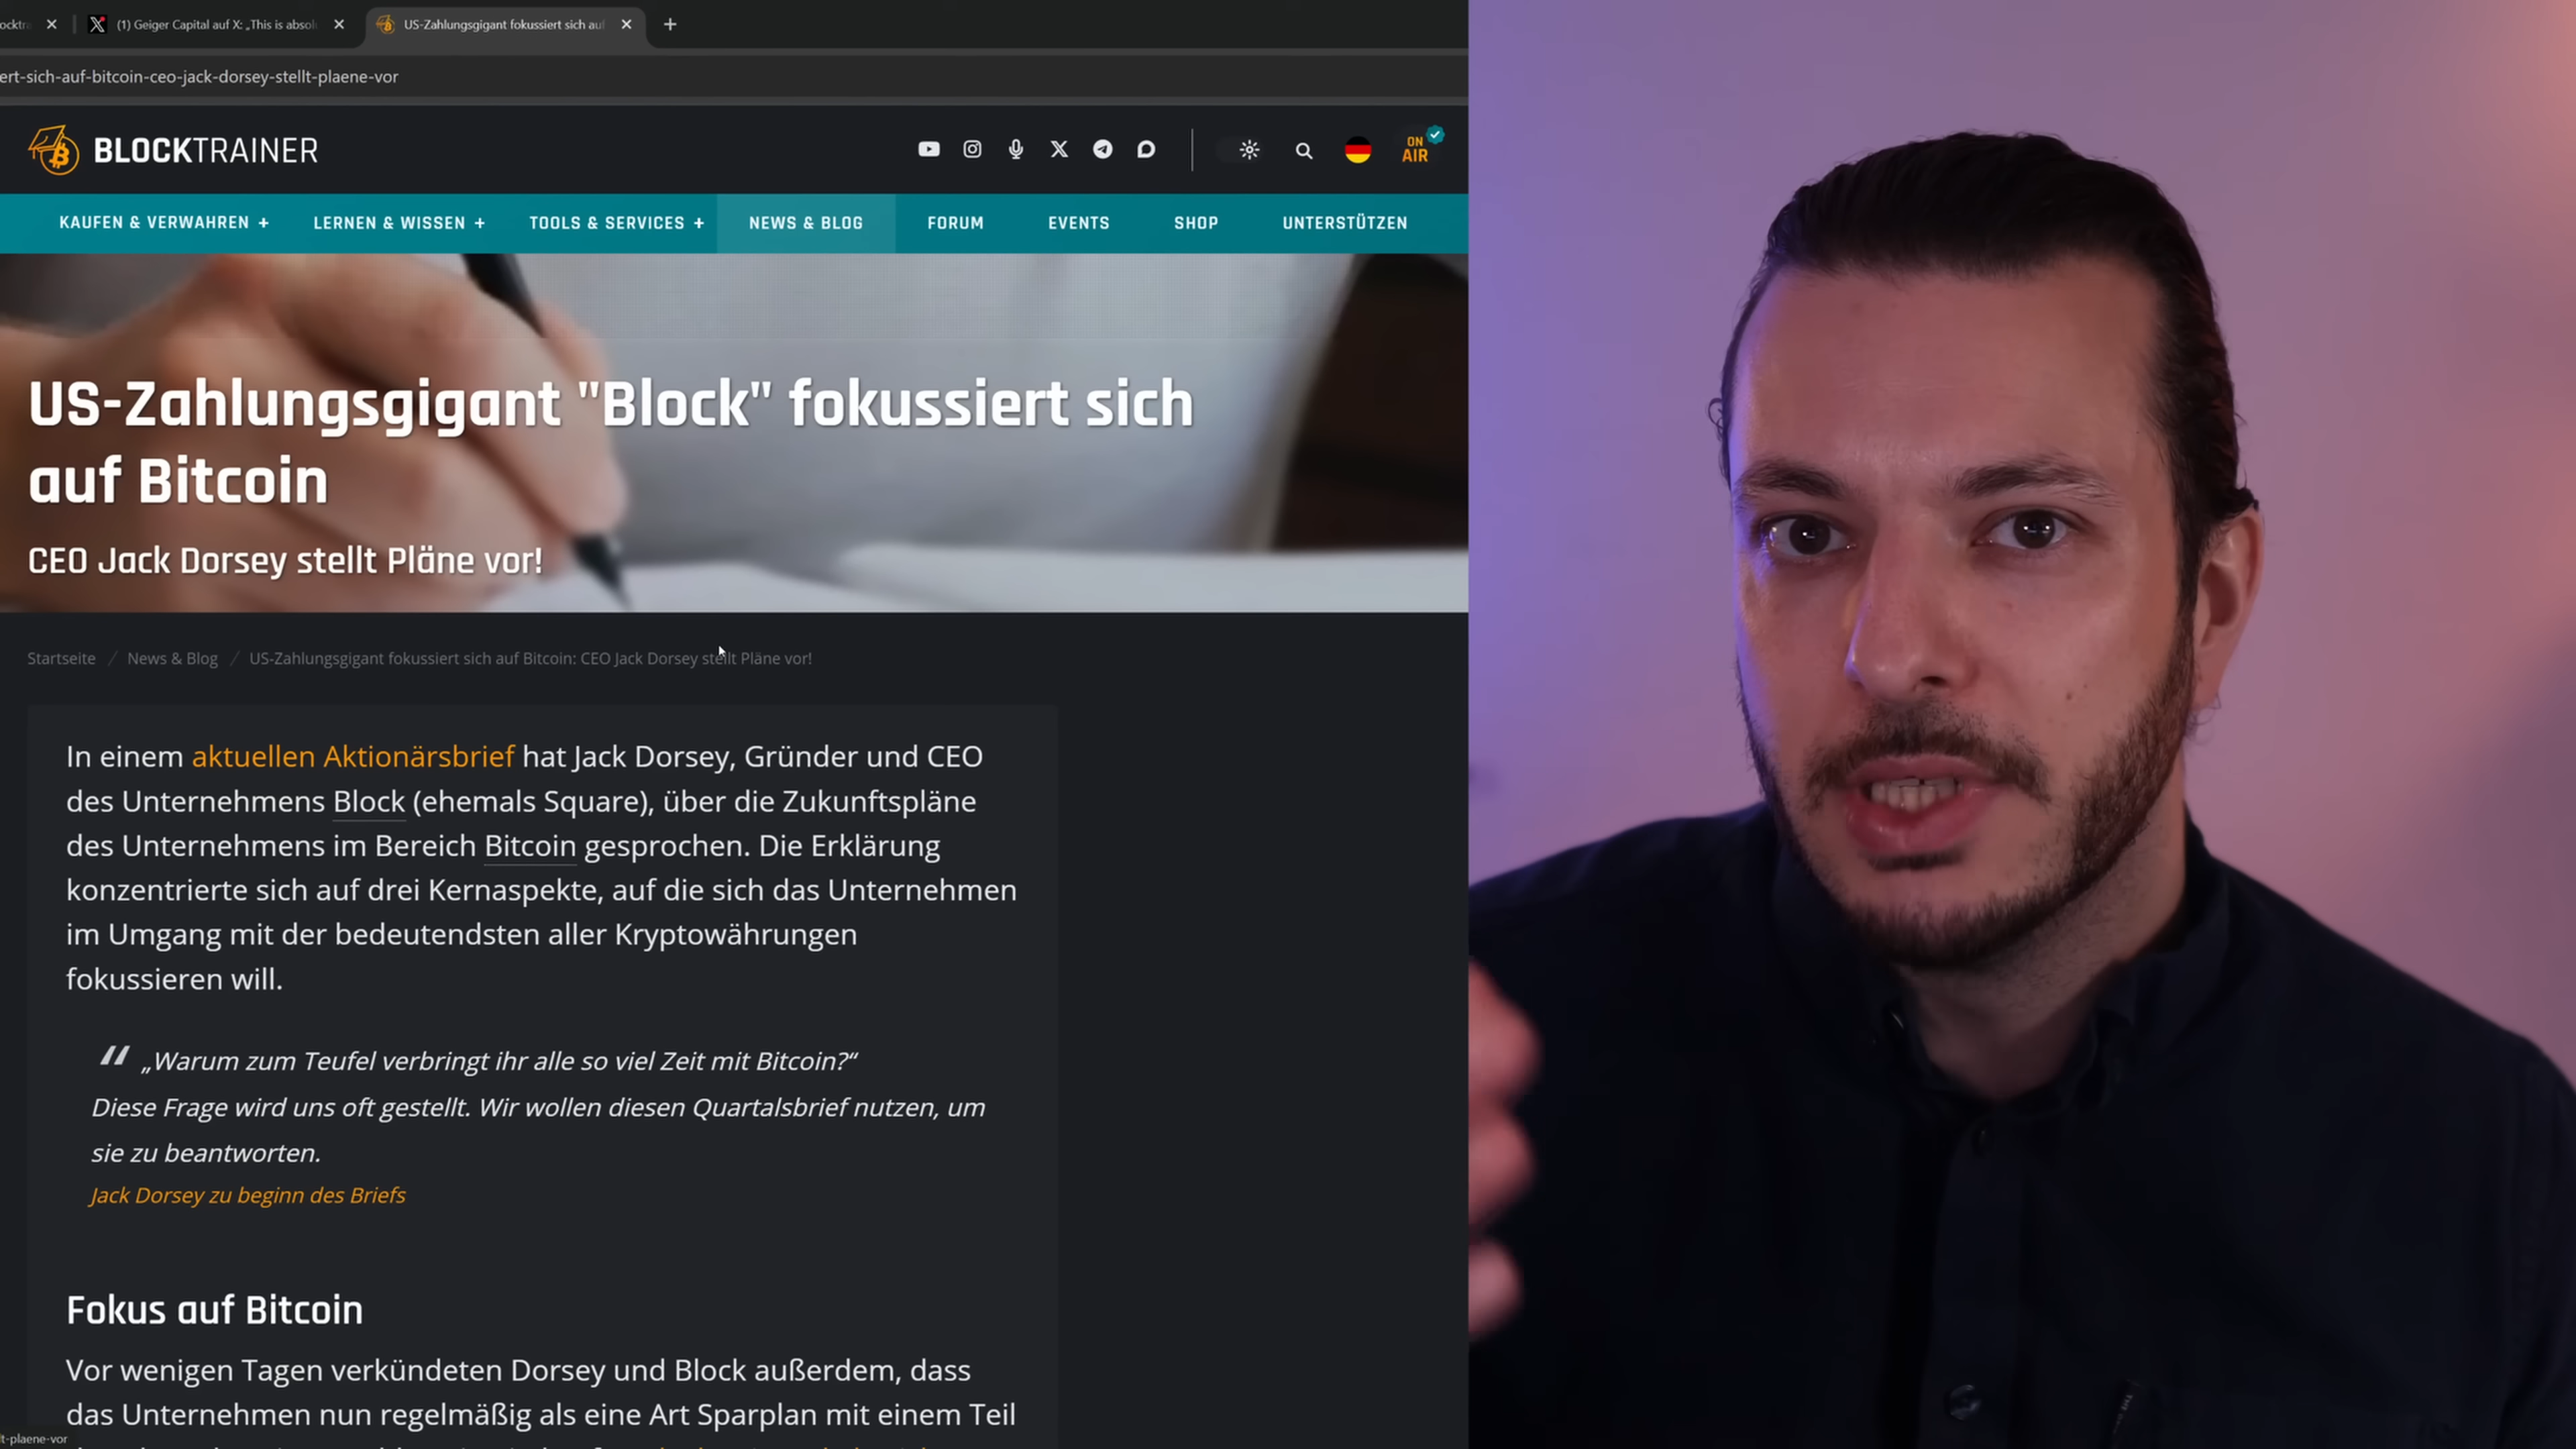 (1) Geiger Capital auf X: „This is absol
US-Zahlungsgigant fokussiert sich auf
ert-sich-auf-bitcoin-ceo-jack-dorsey-stellt-plaene-vor
BLOCKTRAINER
ON
AIR
KAUFEN & VERWAHREN +
LERNEN & WISSEN +
TOOLS & SERVICES +
NEWS & BLOG
FORUM
EVENTS
SHOP
UNTERSTÜTZEN
US-Zahlungsgigant "Block" fokussiert sich
auf Bitcoin
CEO Jack Dorsey stellt Pläne vor!
Startseite / News & Blog / US-Zahlungsgigant fokussiert sich auf Bitcoin: CEO Jack Dorsey stellt Pläne vor!
In einem aktuellen Aktionärsbrief hat Jack Dorsey, Gründer und CEO
des Unternehmens Block (ehemals Square), über die Zukunftspläne
des Unternehmens im Bereich Bitcoin gesprochen. Die Erklärung
konzentrierte sich auf drei Kernaspekte, auf die sich das Unternehmen
im Umgang mit der bedeutendsten aller Kryptowährungen
fokussieren will.
„Warum zum Teufel verbringt ihr alle so viel Zeit mit Bitcoin?“
Diese Frage wird uns oft gestellt. Wir wollen diesen Quartalsbrief nutzen, um
sie zu beantworten.
Jack Dorsey zu beginn des Briefs
Fokus auf Bitcoin
Vor wenigen Tagen verkündeten Dorsey und Block außerdem, dass
das Unternehmen nun regelmäßig als eine Art Sparplan mit einem Teil
lt-plaene-vor